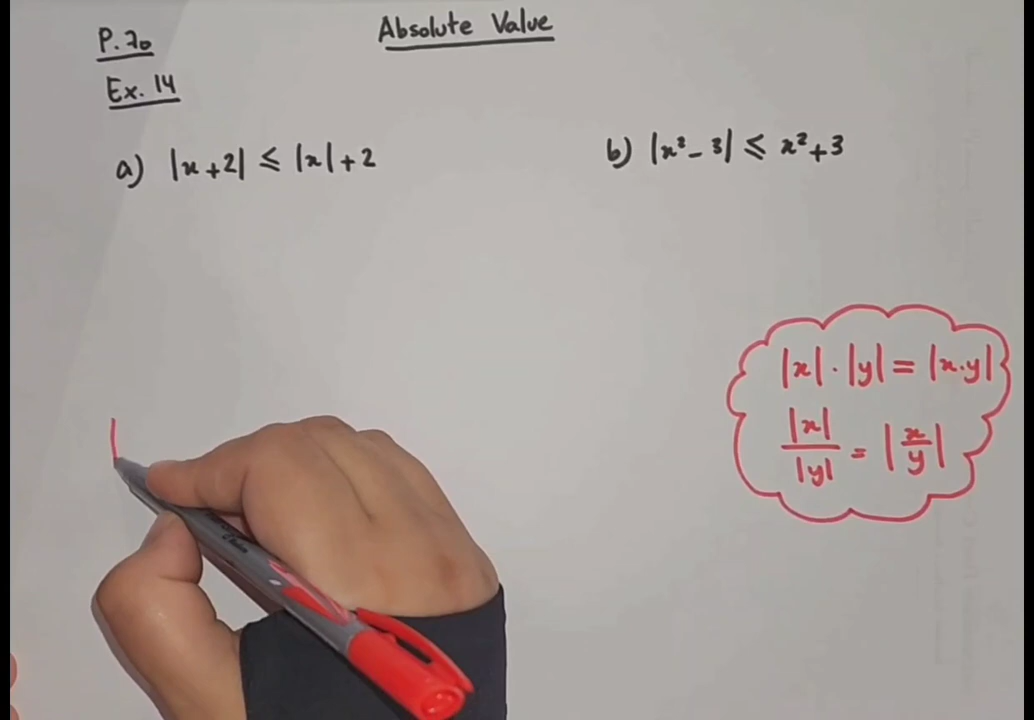 Absolute Value
P.70
Ex. 14
a) |x+2| ⩽ |x|+2
b) |x²-3| ⩽ x²+3
|x|·|y|=|x·y|
|x|/|y| = |x/y|